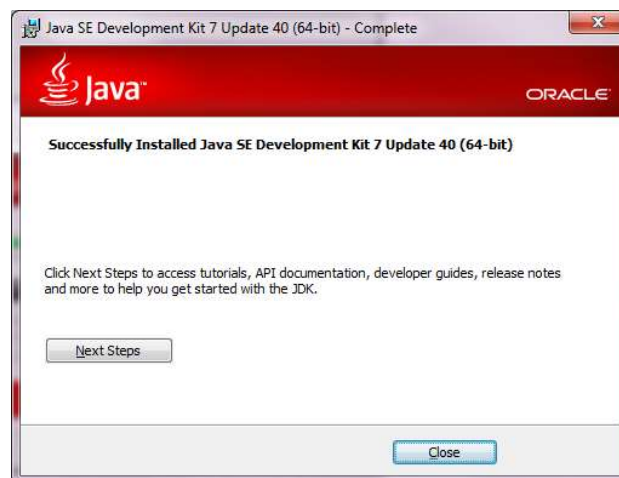 Java SE Development Kit 7 Update 40 (64-bit) - Complete
Java™
ORACLE®
Successfully Installed Java SE Development Kit 7 Update 40 (64-bit)
Click Next Steps to access tutorials, API documentation, developer guides, release notes
and more to help you get started with the JDK.
Next Steps
Close